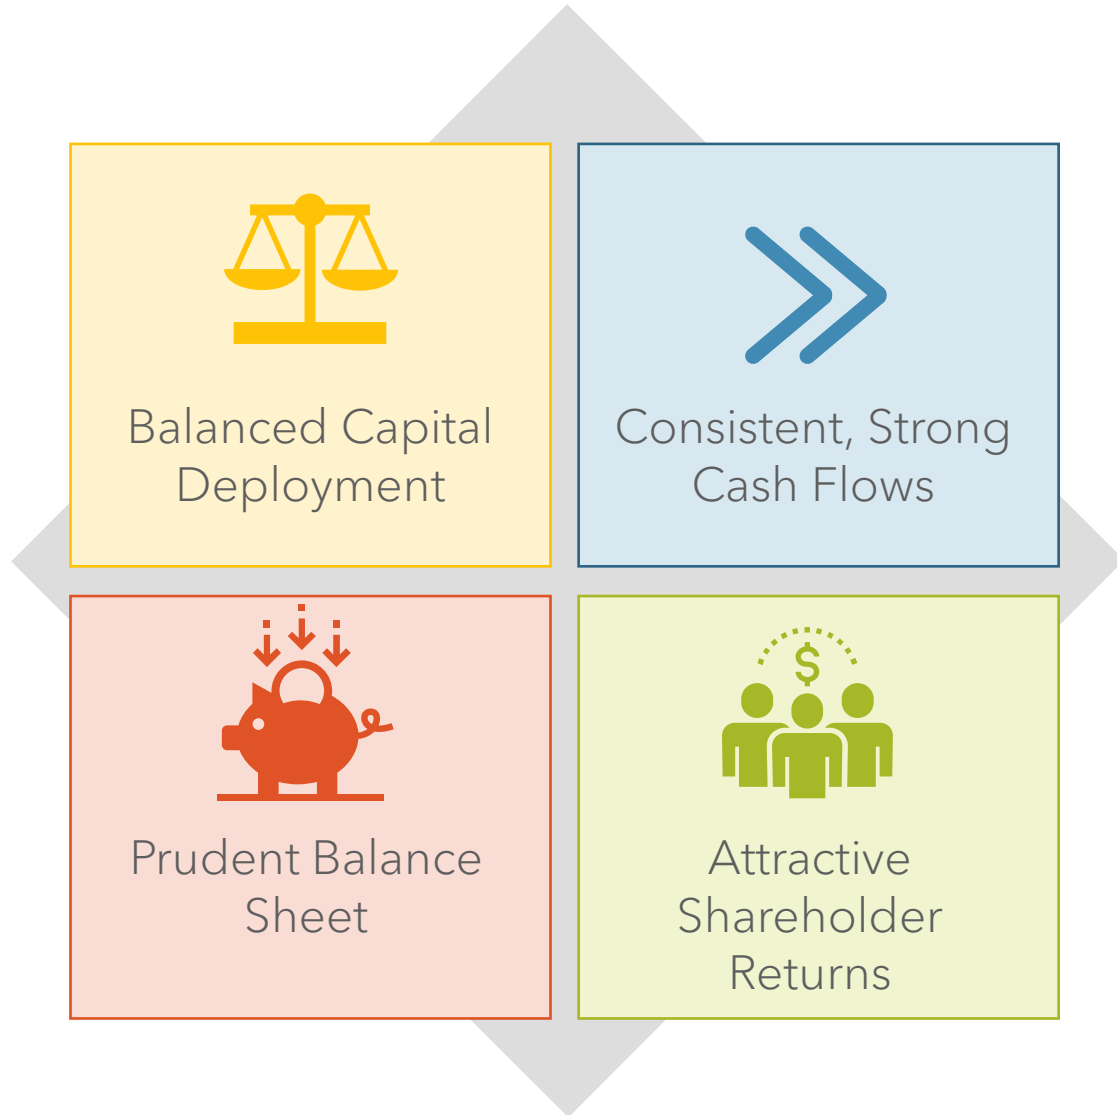 Balanced Capital
Deployment
Consistent, Strong
Cash Flows
Prudent Balance
Sheet
$
Attractive
Shareholder
Returns